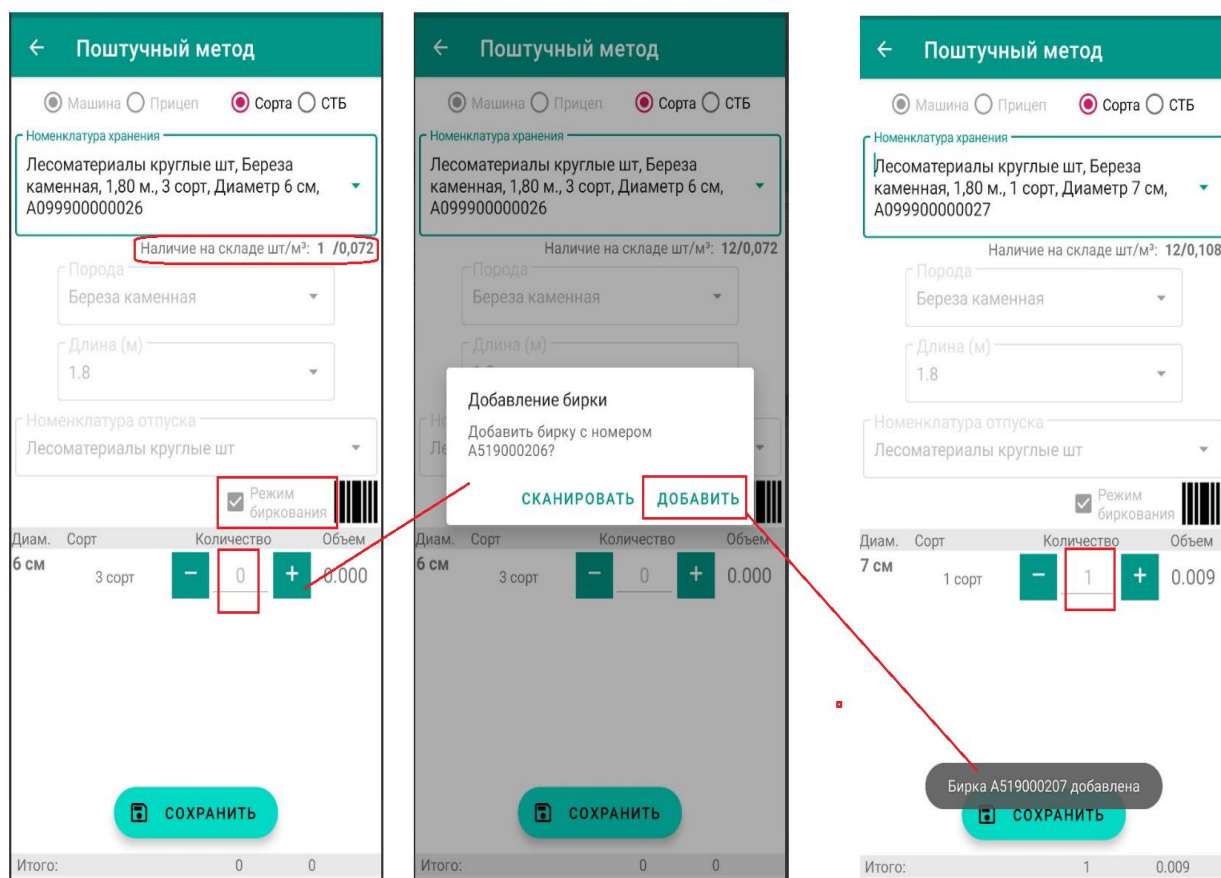 Поштучный метод
Машина Прицеп Сорта СТБ
Номенклатура хранения
Лесоматериалы круглые шт, Береза
каменная, 1,80 м., 3 сорт, Диаметр 6 см,
А099900000026
Наличие на складе шт/м³: 1 /0,072
Порода
Береза каменная
Длина (м)
1.8
Номенклатура отпуска
Лесоматериалы круглые шт
Режим
биркования
Диам. Сорт Количество Объем
6 см
3 сорт − 0 + 0.000
СОХРАНИТЬ
Итого: 0 0
Поштучный метод
Машина Прицеп Сорта СТБ
Номенклатура хранения
Лесоматериалы круглые шт, Береза
каменная, 1,80 м., 3 сорт, Диаметр 6 см,
А099900000026
Наличие на складе шт/м³: 12/0,072
Порода
Береза каменная
Длина (м)
Добавление бирки
Добавить бирку с номером
А519000206?
СКАНИРОВАТЬ ДОБАВИТЬ
Диам. Сорт Количество Объем
6 см
3 сорт − 0 + 0.000
СОХРАНИТЬ
Итого: 0 0
Поштучный метод
Машина Прицеп Сорта СТБ
Номенклатура хранения
Лесоматериалы круглые шт, Береза
каменная, 1,80 м., 1 сорт, Диаметр 7 см,
А099900000027
Наличие на складе шт/м³: 12/0,108
Порода
Береза каменная
Длина (м)
1.8
Номенклатура отпуска
Лесоматериалы круглые шт
Режим
биркования
Диам. Сорт Количество Объем
7 см
1 сорт − 1 + 0.009
Бирка А519000207 добавлена
СОХРАНИТЬ
Итого: 1 0.009